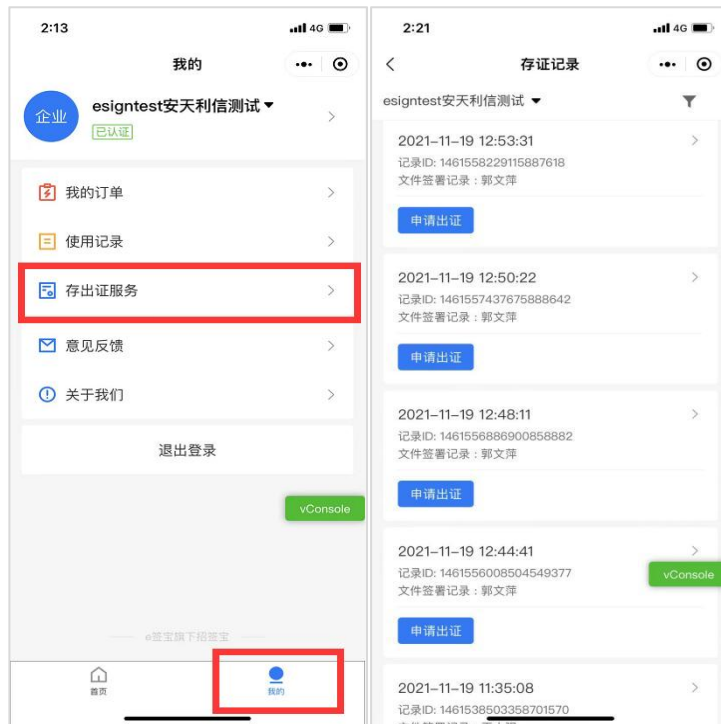 2:13
4G
我的
企业
esigntest安天利信测试
已认证
我的订单
使用记录
存出证服务
意见反馈
关于我们
退出登录
vConsole
e签宝旗下招签宝
首页
我的
2:21
4G
存证记录
esigntest安天利信测试
2021-11-19 12:53:31
记录ID: 1461558229115887618
文件签署记录：郭文萍
申请出证
2021-11-19 12:50:22
记录ID: 1461557437675888642
文件签署记录：郭文萍
申请出证
2021-11-19 12:48:11
记录ID: 1461556886900858882
文件签署记录：郭文萍
申请出证
2021-11-19 12:44:41
记录ID: 1461556008504549377
文件签署记录：郭文萍
vConsole
申请出证
2021-11-19 11:35:08
记录ID: 1461538503358701570